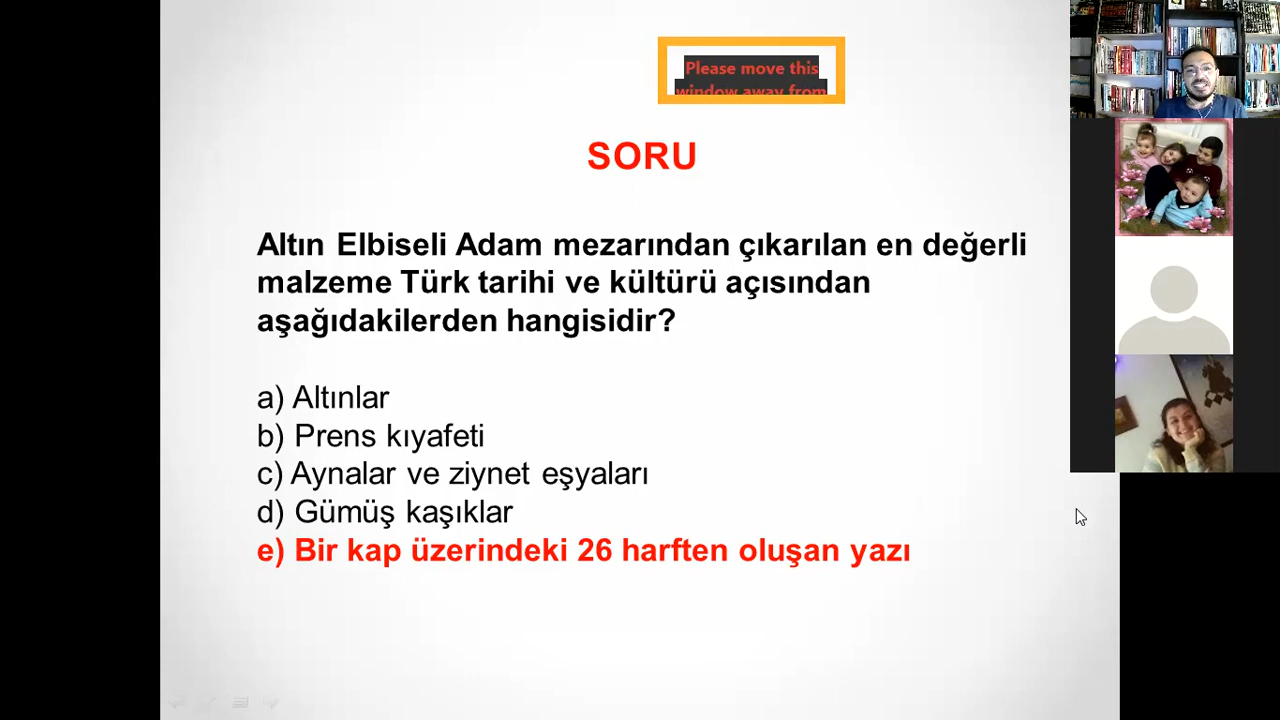 Please move this
window away from
SORU
Altın Elbiseli Adam mezarından çıkarılan en değerli
malzeme Türk tarihi ve kültürü açısından
aşağıdakilerden hangisidir?
a) Altınlar
b) Prens kıyafeti
c) Aynalar ve ziynet eşyaları
d) Gümüş kaşıklar
e) Bir kap üzerindeki 26 harften oluşan yazı